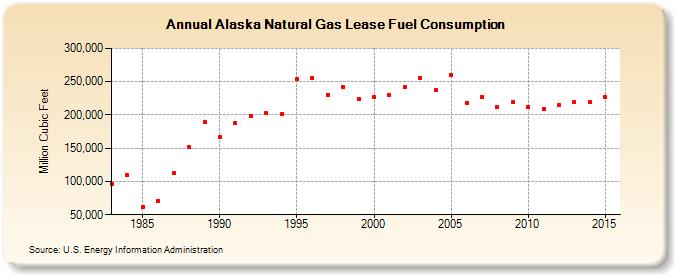 Annual Alaska Natural Gas Lease Fuel Consumption
Million Cubic Feet
300,000
250,000
200,000
150,000
100,000
50,000
1985 1990 1995 2000 2005 2010 2015
Source: U.S. Energy Information Administration